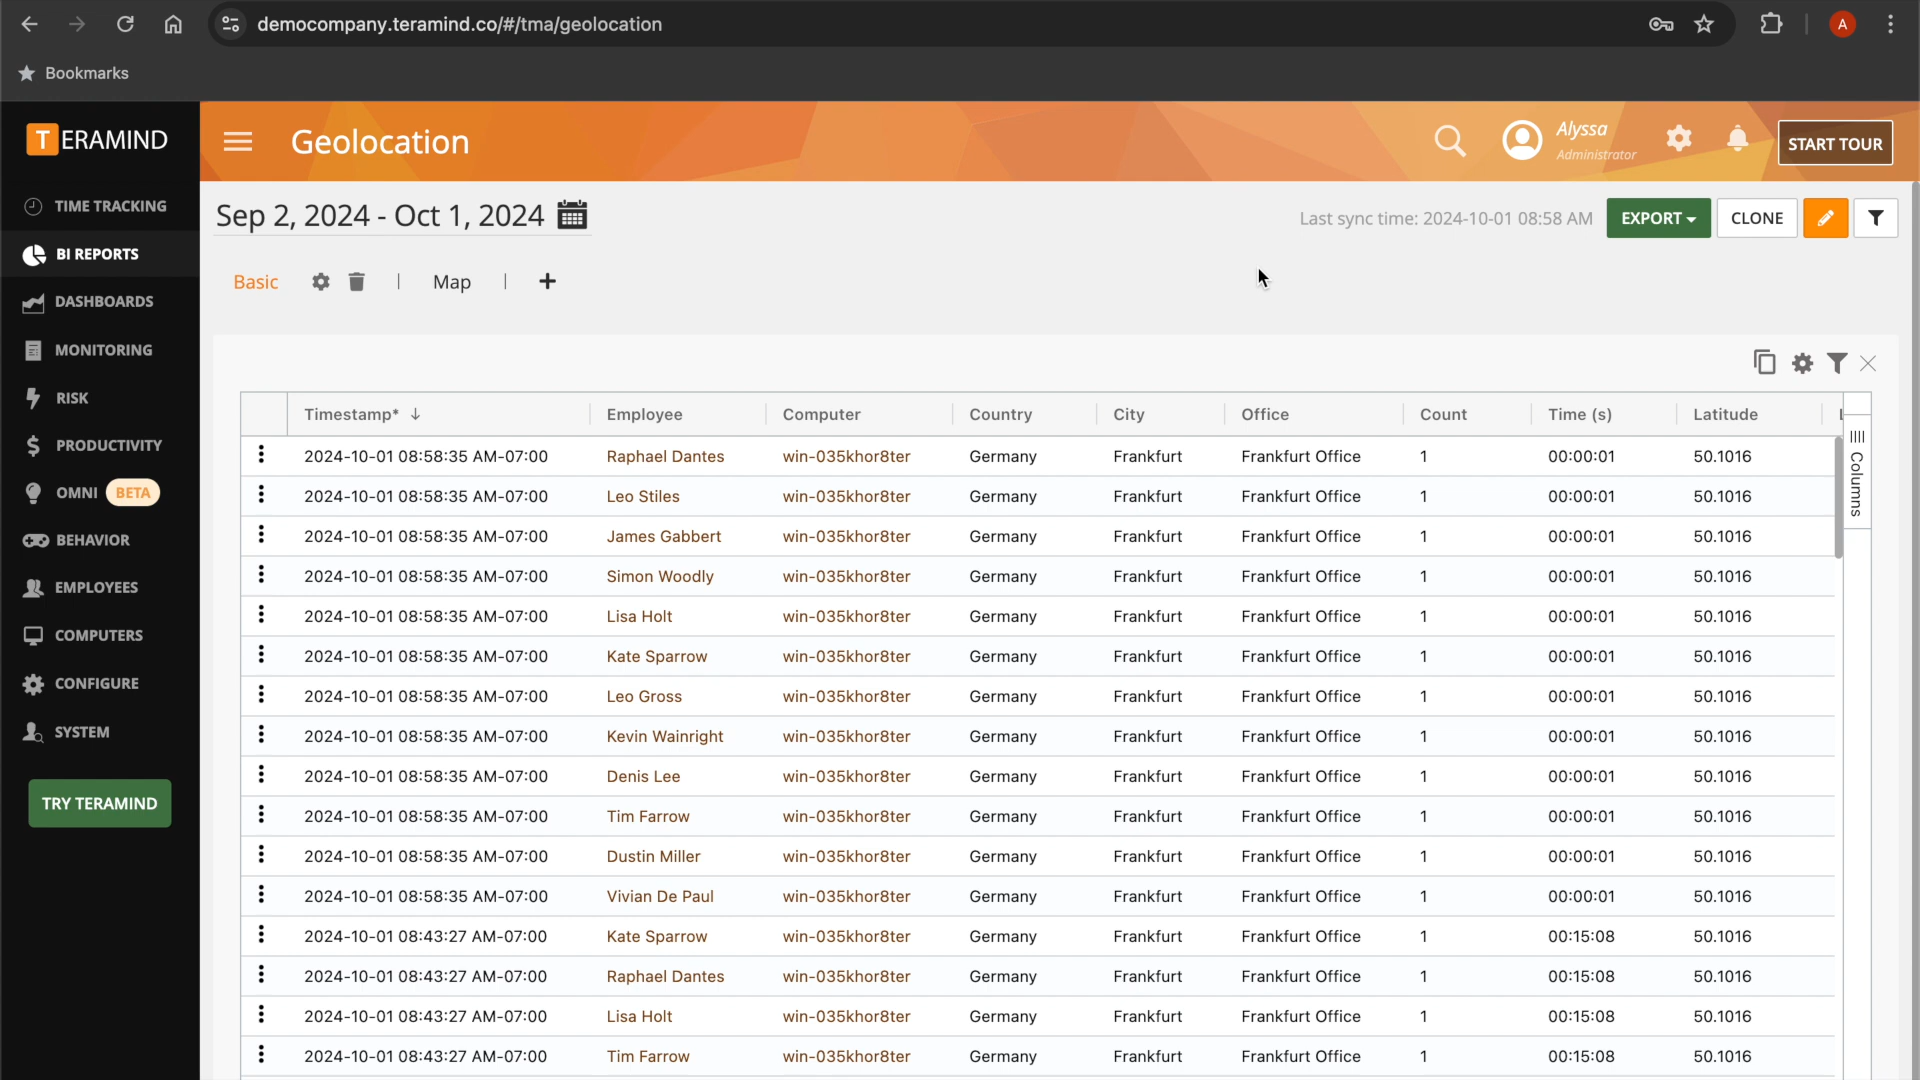 democompany.teramind.co/#/tma/geolocation
A
Bookmarks
TERAMIND
Geolocation
Alyssa
Administrator
START TOUR
TIME TRACKING
BI REPORTS
DASHBOARDS
MONITORING
RISK
PRODUCTIVITY
OMNI BETA
BEHAVIOR
EMPLOYEES
COMPUTERS
CONFIGURE
SYSTEM
TRY TERAMIND
Sep 2, 2024 - Oct 1, 2024
Last sync time: 2024-10-01 08:58 AM
EXPORT
CLONE
Basic | Map | +
Timestamp* ↓ Employee Computer Country City Office Count Time (s) Latitude
2024-10-01 08:58:35 AM-07:00 Raphael Dantes win-035khor8ter Germany Frankfurt Frankfurt Office 1 00:00:01 50.1016
2024-10-01 08:58:35 AM-07:00 Leo Stiles win-035khor8ter Germany Frankfurt Frankfurt Office 1 00:00:01 50.1016
2024-10-01 08:58:35 AM-07:00 James Gabbert win-035khor8ter Germany Frankfurt Frankfurt Office 1 00:00:01 50.1016
2024-10-01 08:58:35 AM-07:00 Simon Woodly win-035khor8ter Germany Frankfurt Frankfurt Office 1 00:00:01 50.1016
2024-10-01 08:58:35 AM-07:00 Lisa Holt win-035khor8ter Germany Frankfurt Frankfurt Office 1 00:00:01 50.1016
2024-10-01 08:58:35 AM-07:00 Kate Sparrow win-035khor8ter Germany Frankfurt Frankfurt Office 1 00:00:01 50.1016
2024-10-01 08:58:35 AM-07:00 Leo Gross win-035khor8ter Germany Frankfurt Frankfurt Office 1 00:00:01 50.1016
2024-10-01 08:58:35 AM-07:00 Kevin Wainright win-035khor8ter Germany Frankfurt Frankfurt Office 1 00:00:01 50.1016
2024-10-01 08:58:35 AM-07:00 Denis Lee win-035khor8ter Germany Frankfurt Frankfurt Office 1 00:00:01 50.1016
2024-10-01 08:58:35 AM-07:00 Tim Farrow win-035khor8ter Germany Frankfurt Frankfurt Office 1 00:00:01 50.1016
2024-10-01 08:58:35 AM-07:00 Dustin Miller win-035khor8ter Germany Frankfurt Frankfurt Office 1 00:00:01 50.1016
2024-10-01 08:58:35 AM-07:00 Vivian De Paul win-035khor8ter Germany Frankfurt Frankfurt Office 1 00:00:01 50.1016
2024-10-01 08:43:27 AM-07:00 Kate Sparrow win-035khor8ter Germany Frankfurt Frankfurt Office 1 00:15:08 50.1016
2024-10-01 08:43:27 AM-07:00 Raphael Dantes win-035khor8ter Germany Frankfurt Frankfurt Office 1 00:15:08 50.1016
2024-10-01 08:43:27 AM-07:00 Lisa Holt win-035khor8ter Germany Frankfurt Frankfurt Office 1 00:15:08 50.1016
2024-10-01 08:43:27 AM-07:00 Tim Farrow win-035khor8ter Germany Frankfurt Frankfurt Office 1 00:15:08 50.1016
Columns